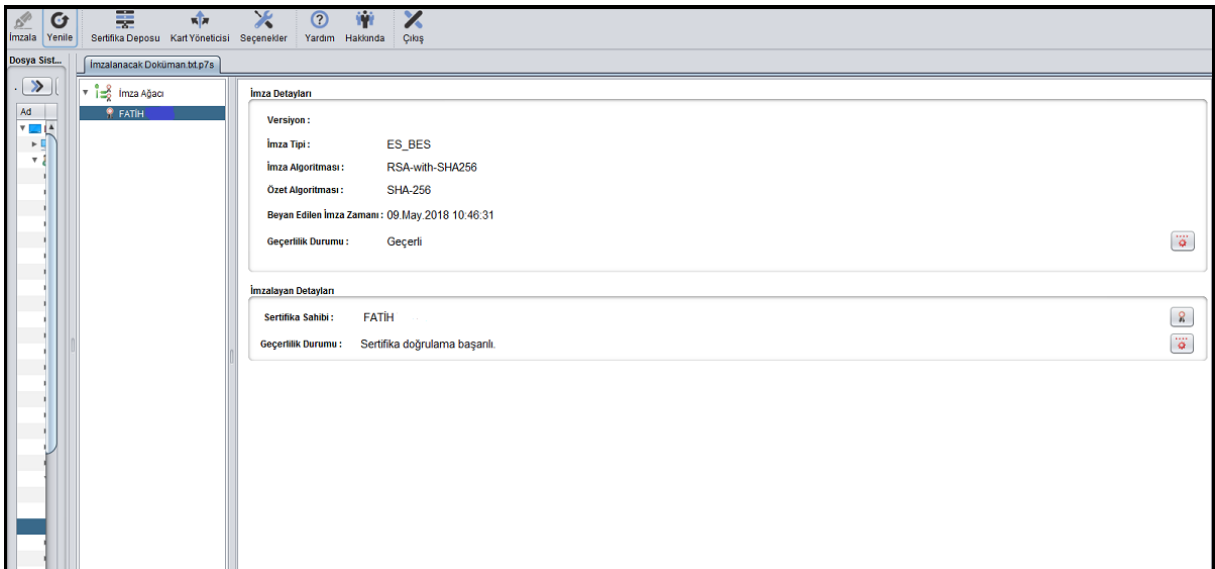 İmzala Yenile Sertifika Deposu Kart Yöneticisi Seçenekler Yardım Hakkında Çıkış
Dosya Sist...
İmzalanacak Doküman.txt.p7s
Ad
İmza Ağacı
FATİH
İmza Detayları
Versiyon :
İmza Tipi : ES_BES
İmza Algoritması : RSA-with-SHA256
Özet Algoritması : SHA-256
Beyan Edilen İmza Zamanı : 09.May.2018 10:46:31
Geçerlilik Durumu : Geçerli
İmzalayan Detayları
Sertifika Sahibi : FATİH
Geçerlilik Durumu : Sertifika doğrulama başarılı.